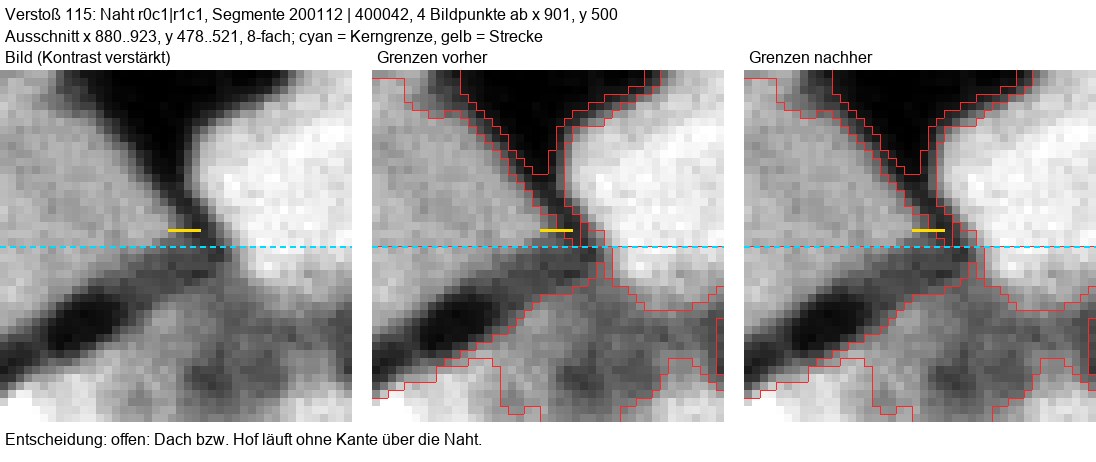 Verstoß 115: Naht r0c1|r1c1, Segmente 200112 | 400042, 4 Bildpunkte ab x 901, y 500
Ausschnitt x 880..923, y 478..521, 8-fach; cyan = Kerngrenze, gelb = Strecke
Bild (Kontrast verstärkt) Grenzen vorher Grenzen nachher
Entscheidung: offen: Dach bzw. Hof läuft ohne Kante über die Naht.